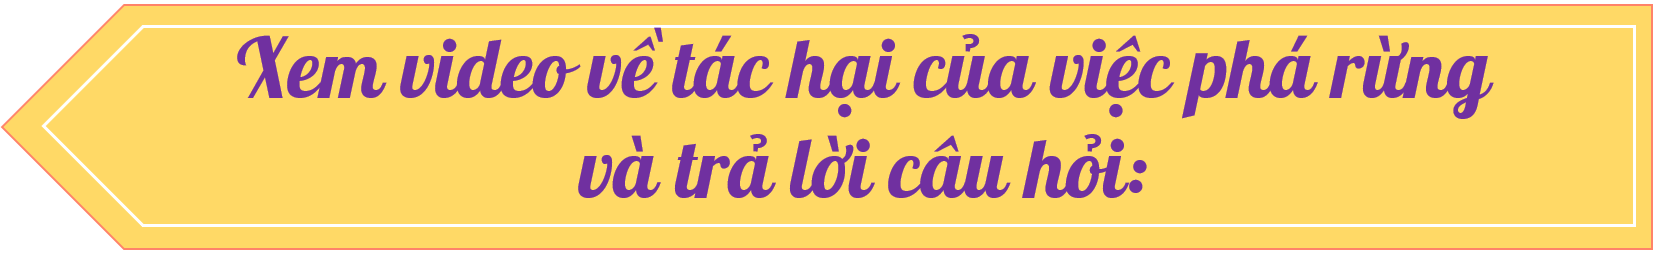 Xem video về tác hại của việc phá rừng
và trả lời câu hỏi: